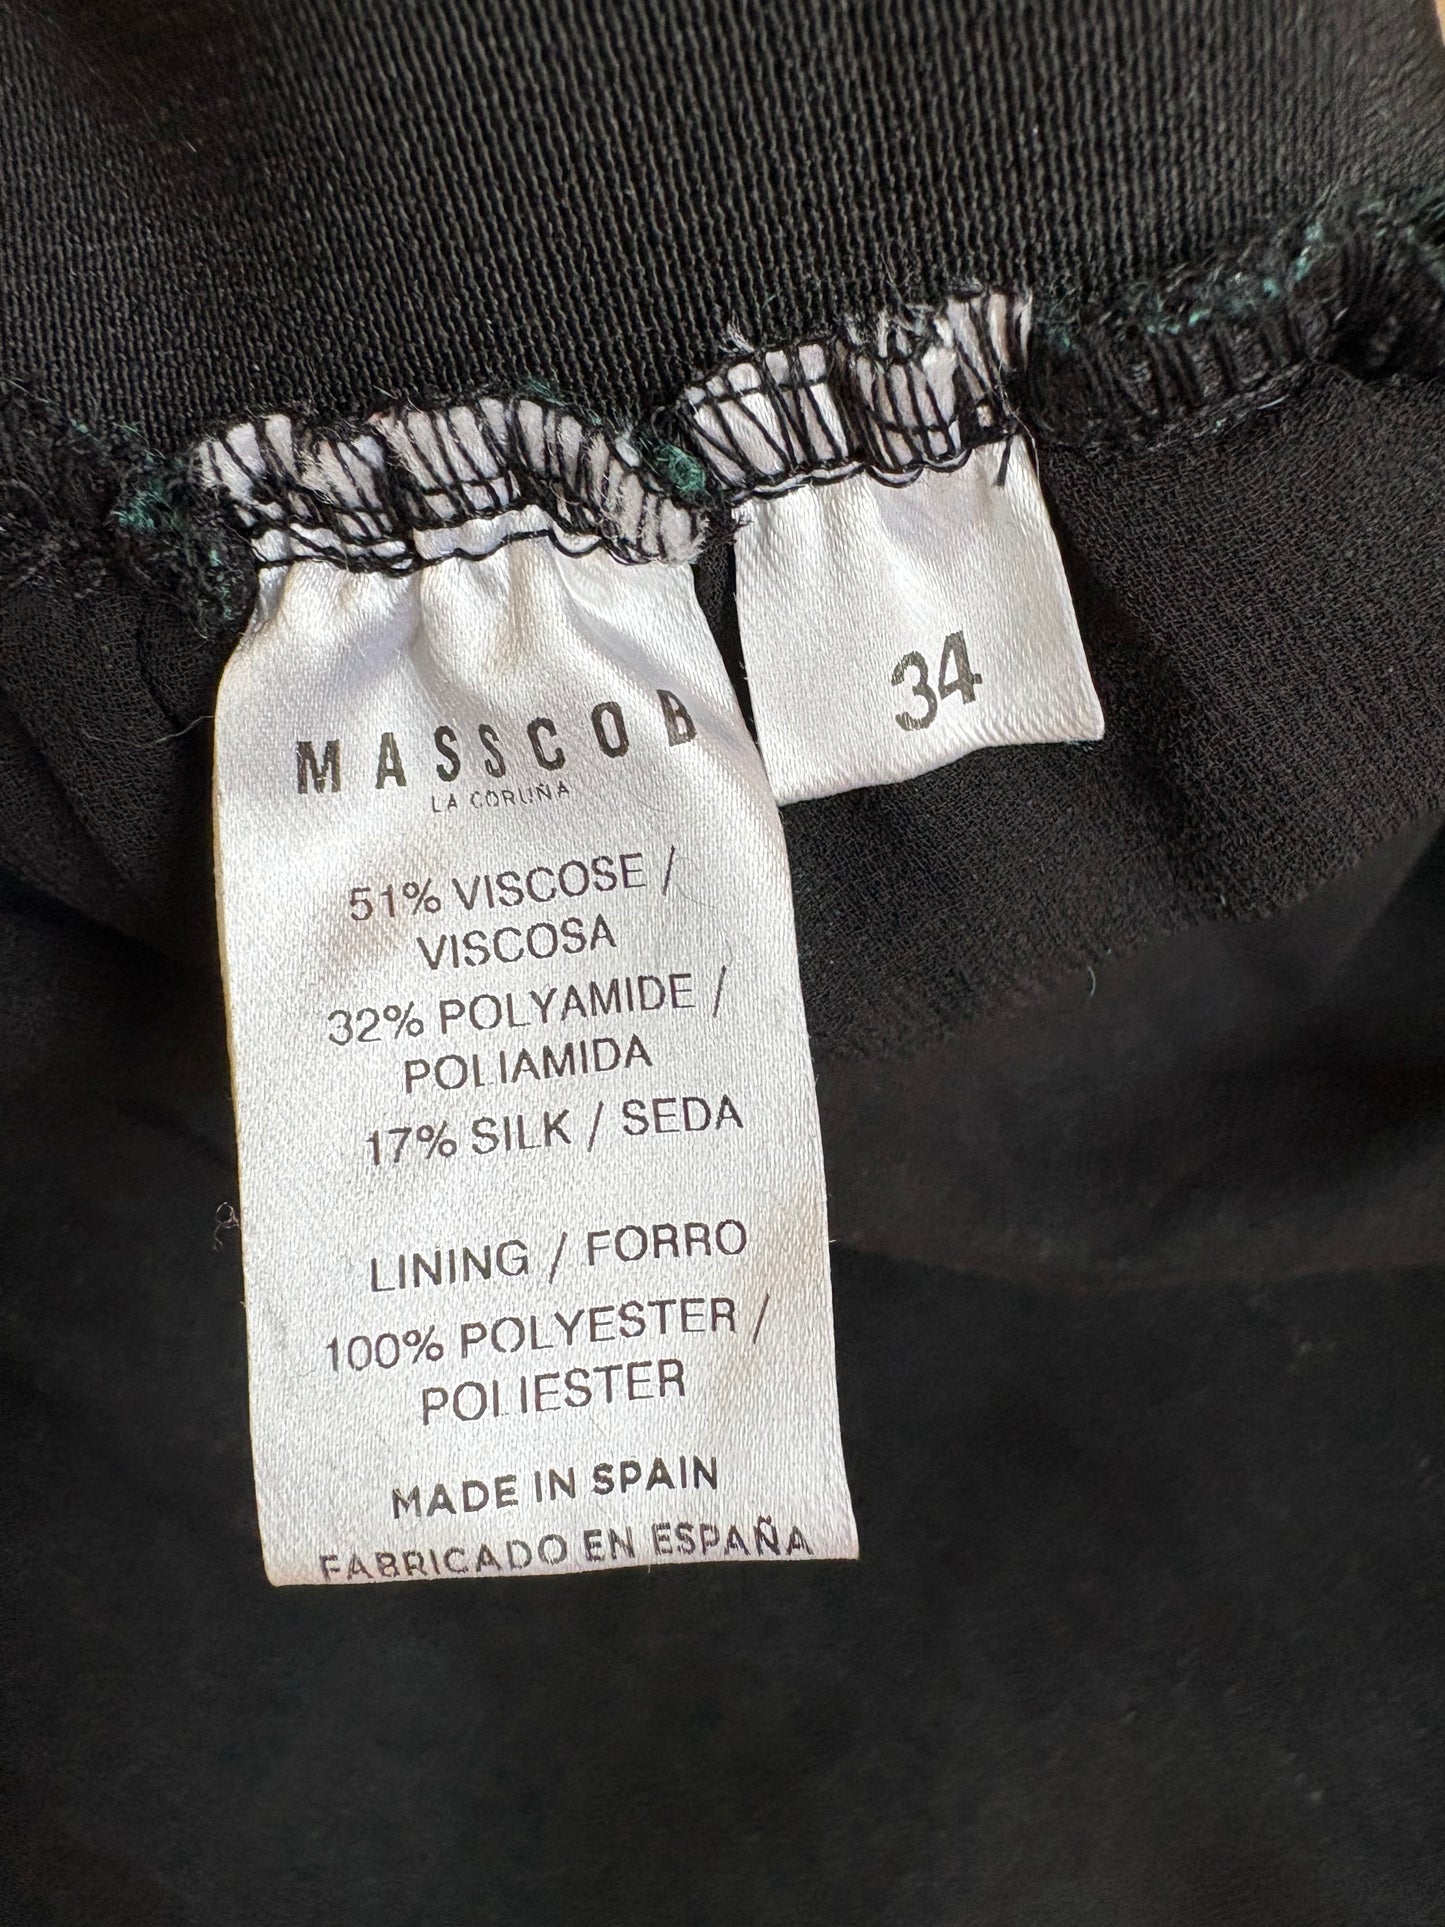 MASSCOB
LA CORUÑA
51% VISCOSE /
VISCOSA
32% POLYAMIDE /
POLIAMIDA
17% SILK / SEDA
LINING / FORRO
100% POLYESTER /
POLIESTER
MADE IN SPAIN
FABRICADO EN ESPAÑA
34